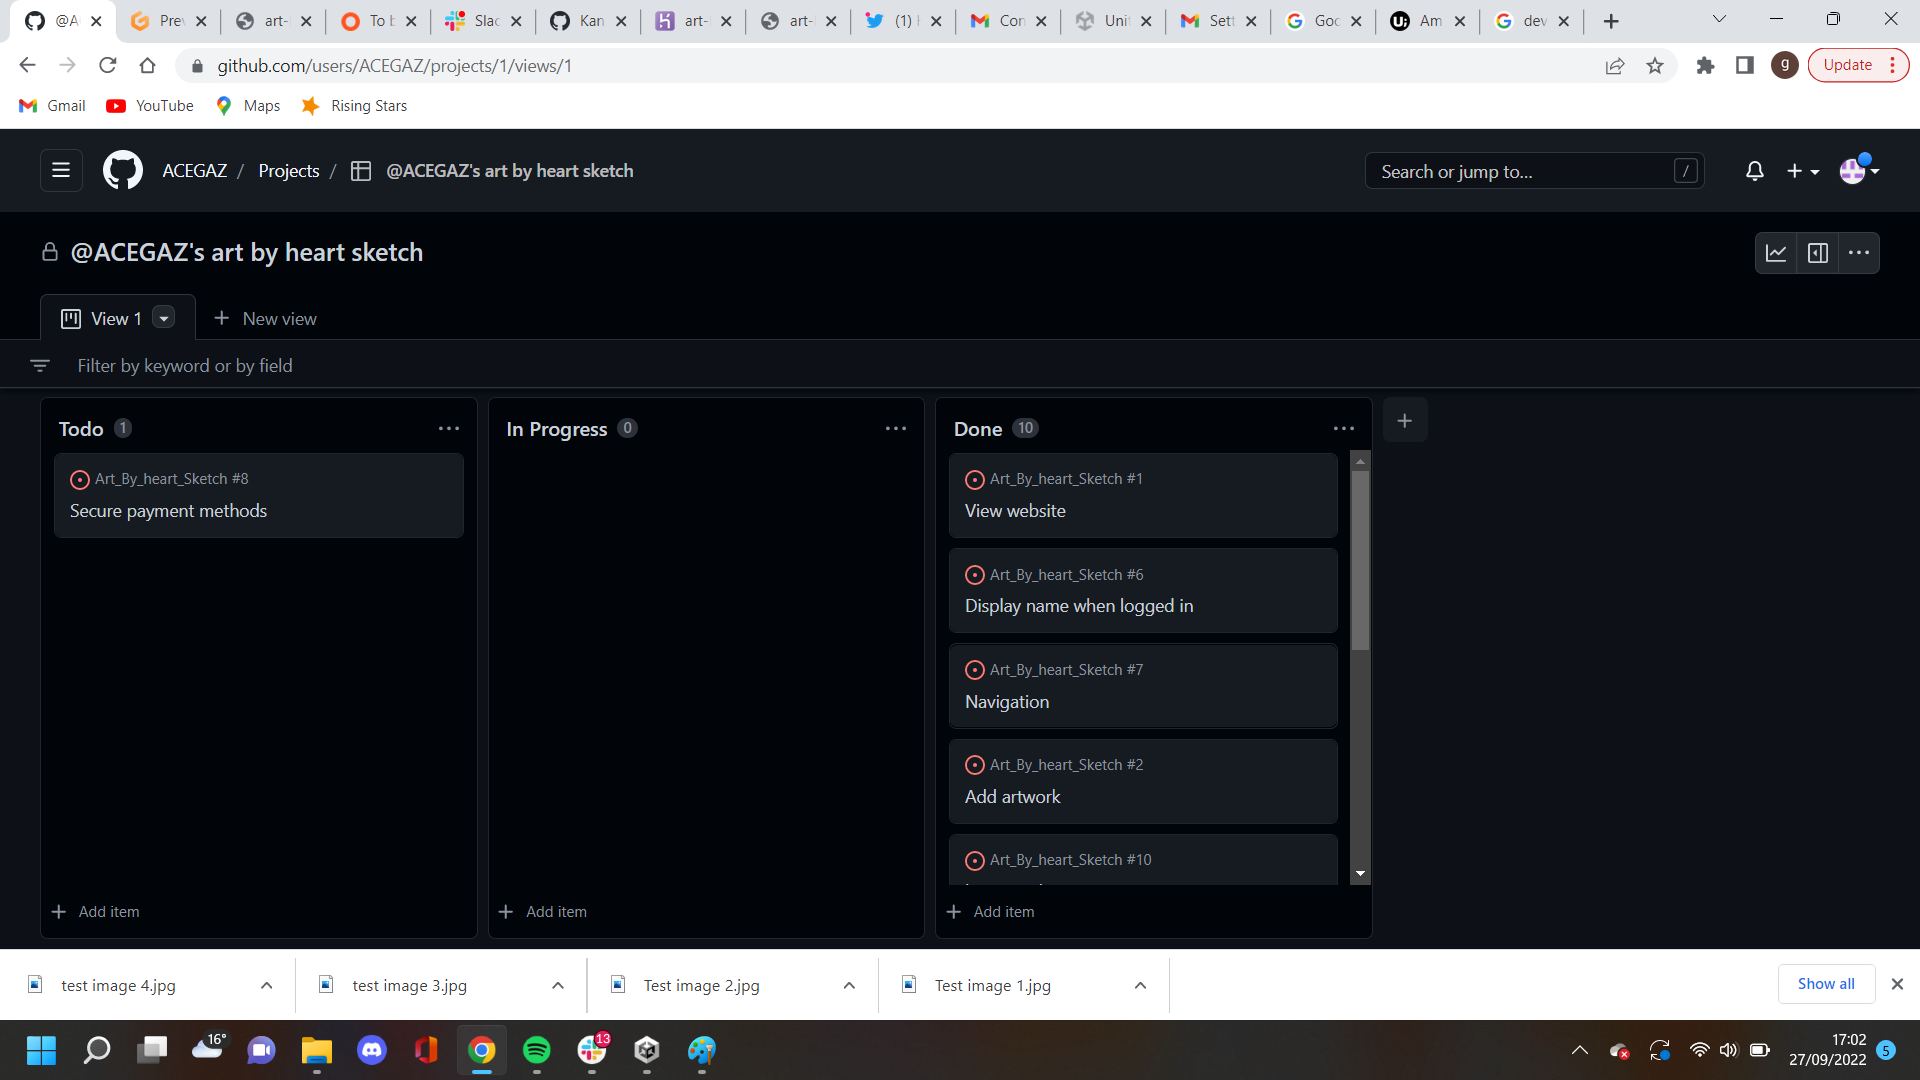 @A
Prev
art-
To b
Slac
Kan
art-
art-
(1)
Con
Unit
Sett
Goo
Am
dev
github.com/users/ACEGAZ/projects/1/views/1
g
Update
Gmail
YouTube
Maps
Rising Stars
ACEGAZ / Projects / @ACEGAZ's art by heart sketch
Search or jump to... /
@ACEGAZ's art by heart sketch
View 1
New view
Filter by keyword or by field
Todo 1
Art_By_heart_Sketch #8
Secure payment methods
Add item
In Progress 0
Add item
Done 10
Art_By_heart_Sketch #1
View website
Art_By_heart_Sketch #6
Display name when logged in
Art_By_heart_Sketch #7
Navigation
Art_By_heart_Sketch #2
Add artwork
Art_By_heart_Sketch #10
Add item
test image 4.jpg
test image 3.jpg
Test image 2.jpg
Test image 1.jpg
Show all
16°
13
17:02
27/09/2022
5